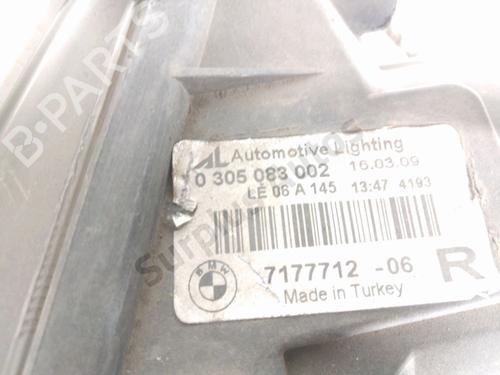 B-PARTS
AL Automotive Lighting
0 305 083 002 16.03.09
LE 06 A 145 13:47 4193
BMW 7177712 - 06 R
Made in Turkey